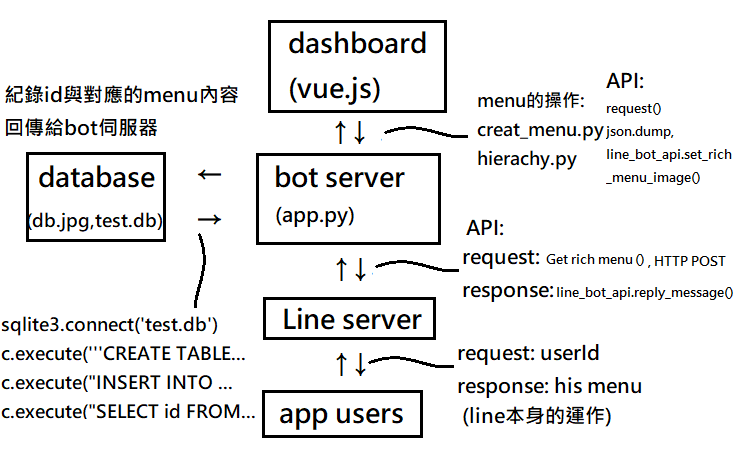 dashboard
(vue.js)
紀錄id與對應的menu內容
回傳給bot伺服器
menu的操作:
creat_menu.py
hierachy.py
API:
request()
json.dump,
line_bot_api.set_rich
_menu_image()
database
(db.jpg,test.db)
←
→
bot server
(app.py)
↑↓
API:
request: Get rich menu () , HTTP POST
response:line_bot_api.reply_message()
↑↓
Line server
sqlite3.connect('test.db')
c.execute('''CREATE TABLE...
c.execute("INSERT INTO ...
c.execute("SELECT id FROM...
↑↓
request: userId
response: his menu
(line本身的運作)
app users